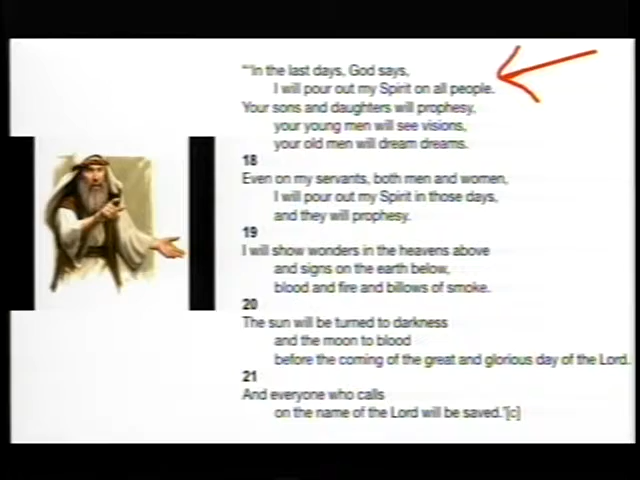 “‘In the last days, God says,
I will pour out my Spirit on all people.
Your sons and daughters will prophesy,
your young men will see visions,
your old men will dream dreams.
18
Even on my servants, both men and women,
I will pour out my Spirit in those days,
and they will prophesy.
19
I will show wonders in the heavens above
and signs on the earth below,
blood and fire and billows of smoke.
20
The sun will be turned to darkness
and the moon to blood
before the coming of the great and glorious day of the Lord.
21
And everyone who calls
on the name of the Lord will be saved.’[c]